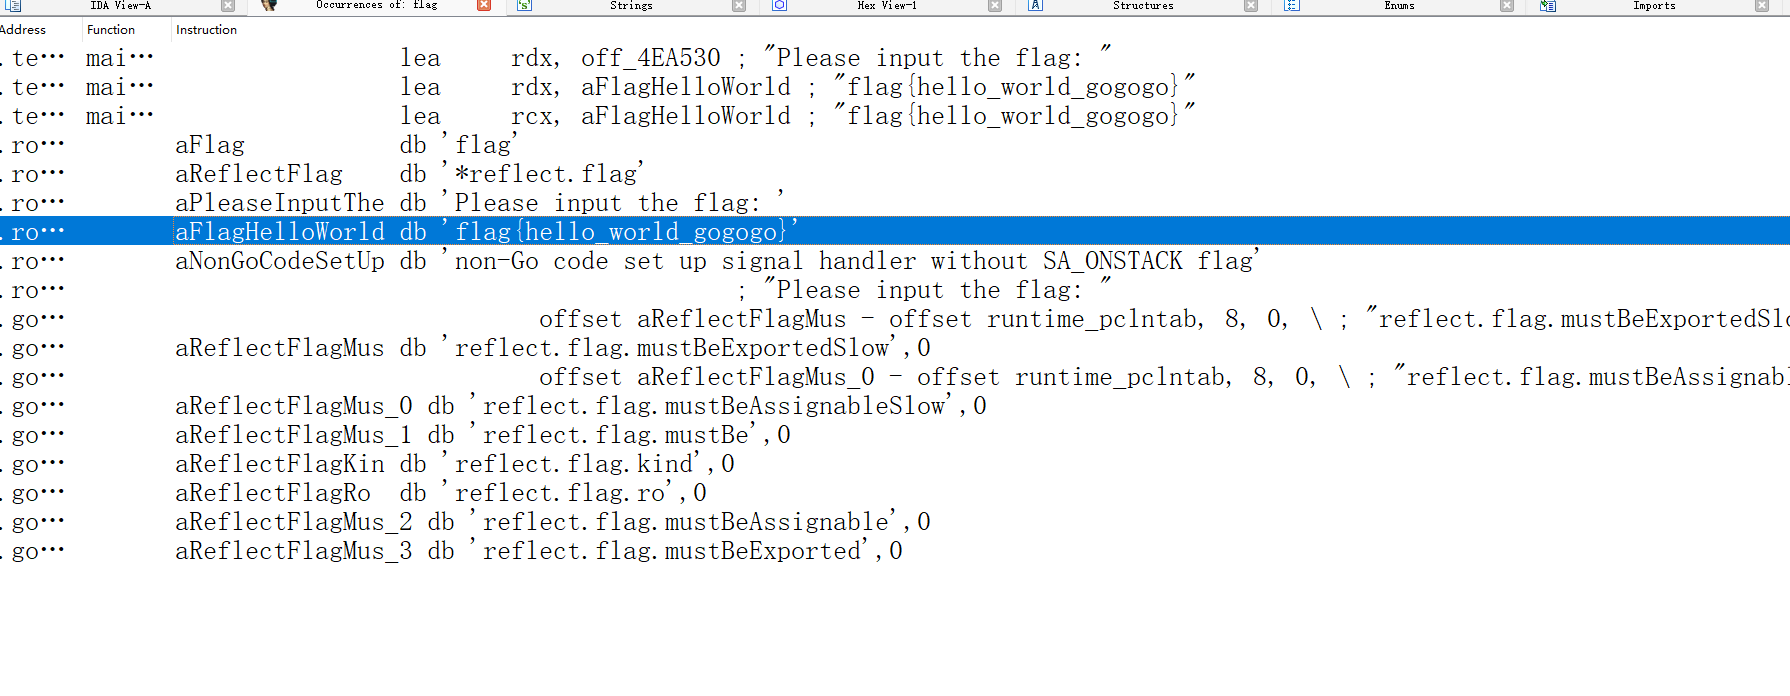 IDA View-A Occurrences of: flag Strings Hex View-1 Structures Enums Imports
Address Function Instruction
.te… mai… lea rdx, off_4EA530 ; "Please input the flag: "
.te… mai… lea rdx, aFlagHelloWorld ; "flag{hello_world_gogogo}"
.te… mai… lea rcx, aFlagHelloWorld ; "flag{hello_world_gogogo}"
.ro… aFlag db 'flag'
.ro… aReflectFlag db '*reflect.flag'
.ro… aPleaseInputThe db 'Please input the flag: '
.ro… aFlagHelloWorld db 'flag{hello_world_gogogo}'
.ro… aNonGoCodeSetUp db 'non-Go code set up signal handler without SA_ONSTACK flag'
.ro… ; "Please input the flag: "
.go… offset aReflectFlagMus - offset runtime_pclntab, 8, 0, \ ; "reflect.flag.mustBeExportedSlo
.go… aReflectFlagMus db 'reflect.flag.mustBeExportedSlow',0
.go… offset aReflectFlagMus_0 - offset runtime_pclntab, 8, 0, \ ; "reflect.flag.mustBeAssignabl
.go… aReflectFlagMus_0 db 'reflect.flag.mustBeAssignableSlow',0
.go… aReflectFlagMus_1 db 'reflect.flag.mustBe',0
.go… aReflectFlagKin db 'reflect.flag.kind',0
.go… aReflectFlagRo db 'reflect.flag.ro',0
.go… aReflectFlagMus_2 db 'reflect.flag.mustBeAssignable',0
.go… aReflectFlagMus_3 db 'reflect.flag.mustBeExported',0